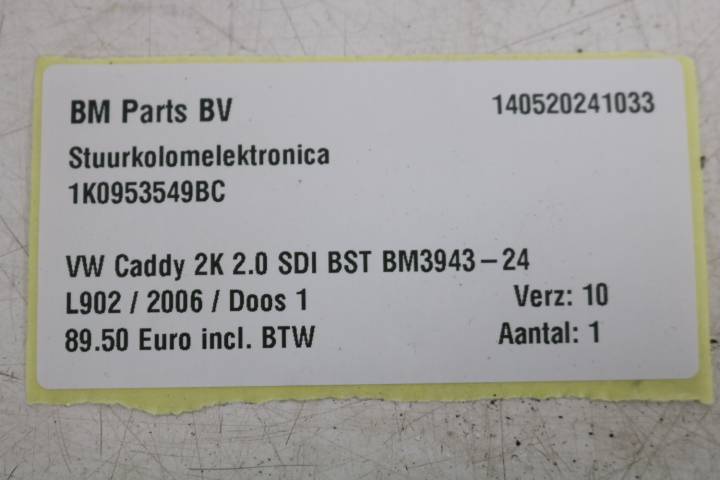 BM Parts BV 140520241033
Stuurkolomelektronica
1K0953549BC
VW Caddy 2K 2.0 SDI BST BM3943-24
L902 / 2006 / Doos 1 Verz: 10
89.50 Euro incl. BTW Aantal: 1